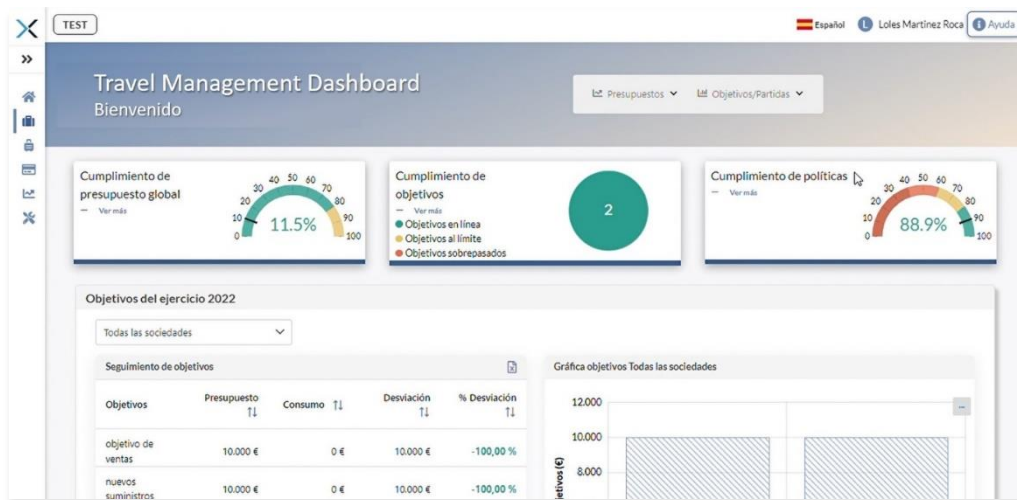 TEST
Español
L
Loles Martínez Roca
Ayuda
Travel Management Dashboard
Bienvenido
Presupuestos
Objetivos/Partidas
Cumplimiento de
presupuesto global
Ver más
0 10 20 30 40 50 60 70 80 90 100
11.5%
Cumplimiento de
objetivos
Ver más
Objetivos en línea
Objetivos al límite
Objetivos sobrepasados
2
Cumplimiento de políticas
Ver más
0 10 20 30 40 50 60 70 80 90 100
88.9%
Objetivos del ejercicio 2022
Todas las sociedades
Seguimiento de objetivos
Objetivos Presupuesto Consumo Desviación % Desviación
objetivo de
ventas
10.000 € 0 € 10.000 € -100,00 %
nuevos
suministros
10.000 € 0 € 10.000 € -100,00 %
Gráfica objetivos Todas las sociedades
12.000
10.000
8.000